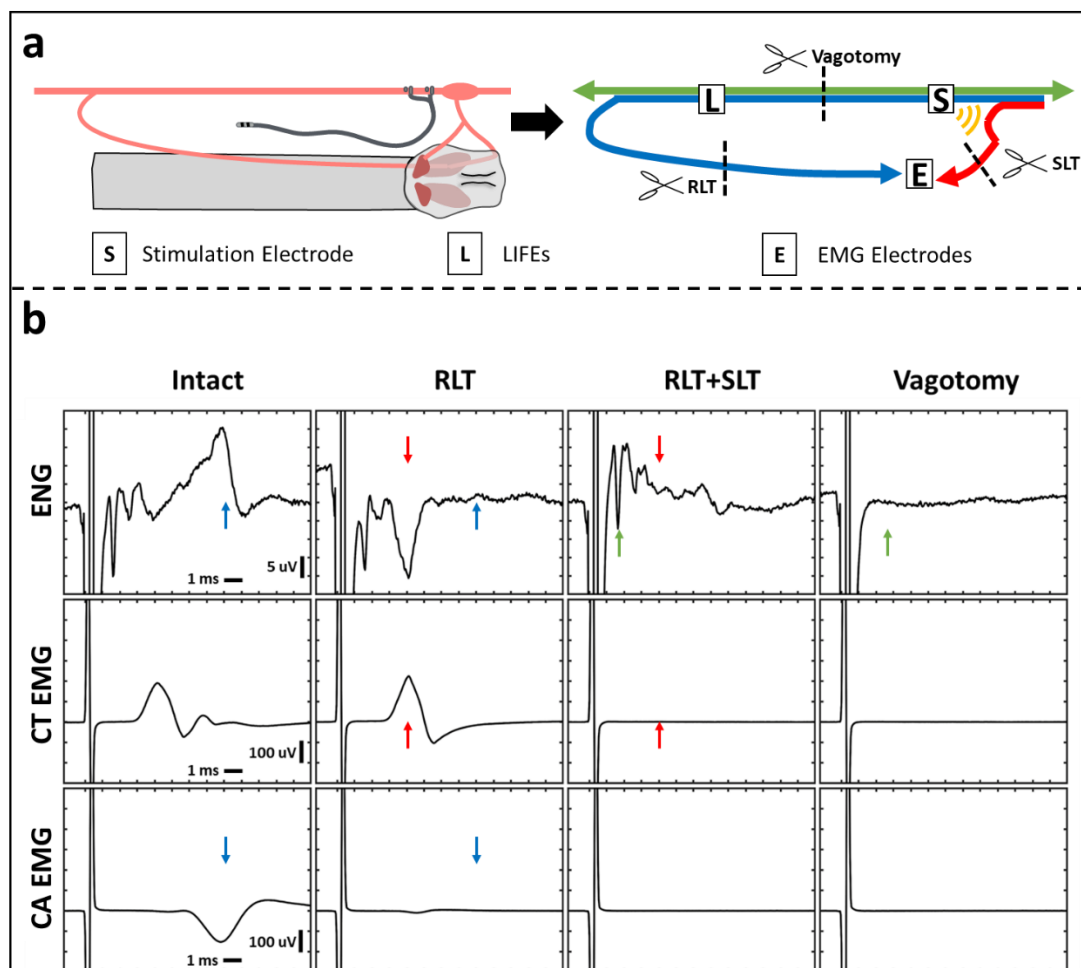 a
Vagotomy
L
S
RLT
E
SLT
S Stimulation Electrode
L LIFEs
E EMG Electrodes
b
Intact
RLT
RLT+SLT
Vagotomy
ENG
1 ms
5 uV
CT EMG
1 ms
100 uV
CA EMG
1 ms
100 uV